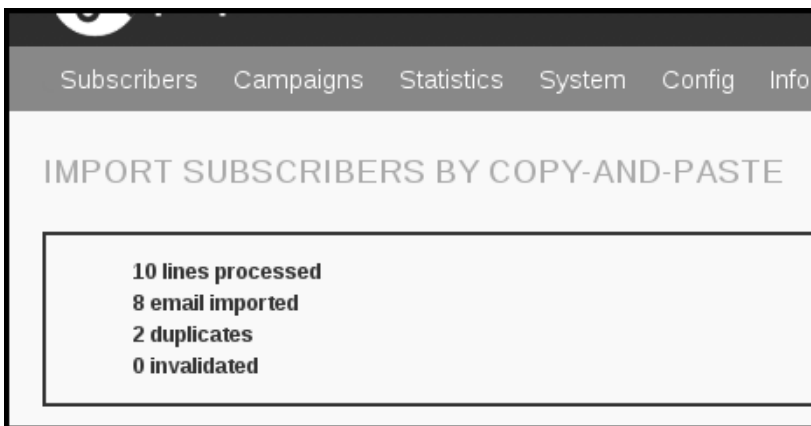 Subscribers Campaigns Statistics System Config Info
IMPORT SUBSCRIBERS BY COPY-AND-PASTE
10 lines processed
8 email imported
2 duplicates
0 invalidated